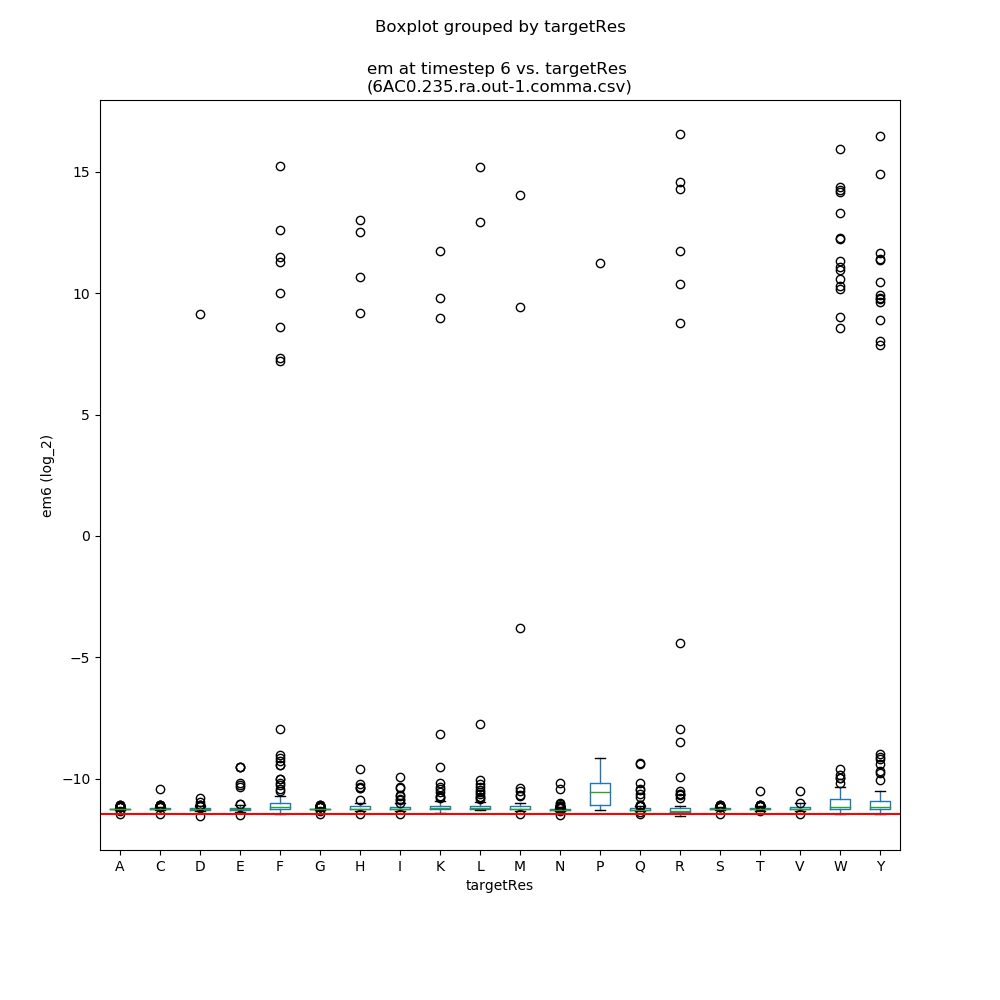 Boxplot grouped by targetRes
em at timestep 6 vs. targetRes
(6AC0.235.ra.out-1.comma.csv)
15
10
5
0
−5
−10
em6 (log_2)
A C D E F G H I K L M N P Q R S T V W Y
targetRes